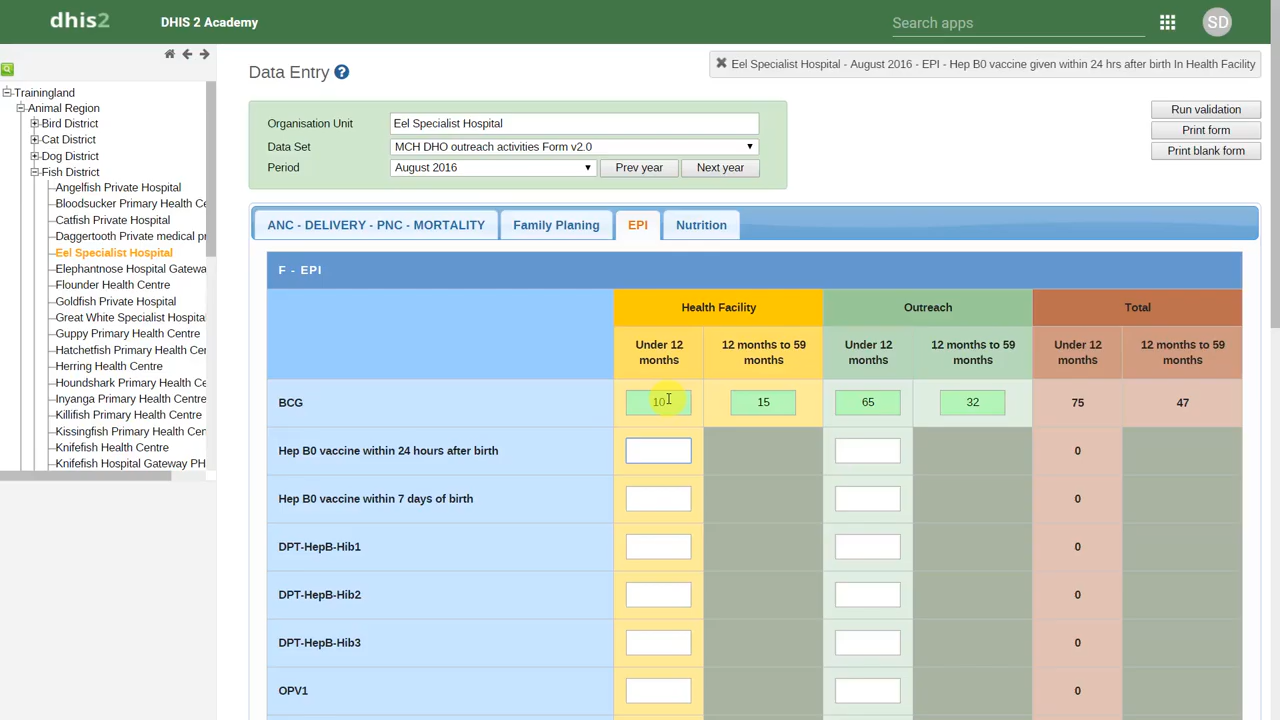 dhis2
DHIS 2 Academy
Search apps
SD
Trainingland
Animal Region
Bird District
Cat District
Dog District
Fish District
Angelfish Private Hospital
Bloodsucker Primary Health Ce
Catfish Private Hospital
Daggertooth Private medical pr
Eel Specialist Hospital
Elephantnose Hospital Gatewa
Flounder Health Centre
Goldfish Private Hospital
Great White Specialist Hospita
Guppy Primary Health Centre
Hatchetfish Primary Health Cer
Herring Health Centre
Houndshark Primary Health Ce
Inyanga Primary Health Centre
Killifish Primary Health Centre
Kissingfish Primary Health Cer
Knifefish Health Centre
Knifefish Hospital Gateway PH
Data Entry ?
Eel Specialist Hospital - August 2016 - EPI - Hep B0 vaccine given within 24 hrs after birth In Health Facility
Organisation Unit Eel Specialist Hospital
Data Set MCH DHO outreach activities Form v2.0
Period August 2016 Prev year Next year
Run validation
Print form
Print blank form
ANC - DELIVERY - PNC - MORTALITY Family Planing EPI Nutrition
F - EPI
Health Facility Outreach Total
Under 12 months 12 months to 59 months Under 12 months 12 months to 59 months Under 12 months 12 months to 59 months
BCG 10 15 65 32 75 47
Hep B0 vaccine within 24 hours after birth 0
Hep B0 vaccine within 7 days of birth 0
DPT-HepB-Hib1 0
DPT-HepB-Hib2 0
DPT-HepB-Hib3 0
OPV1 0